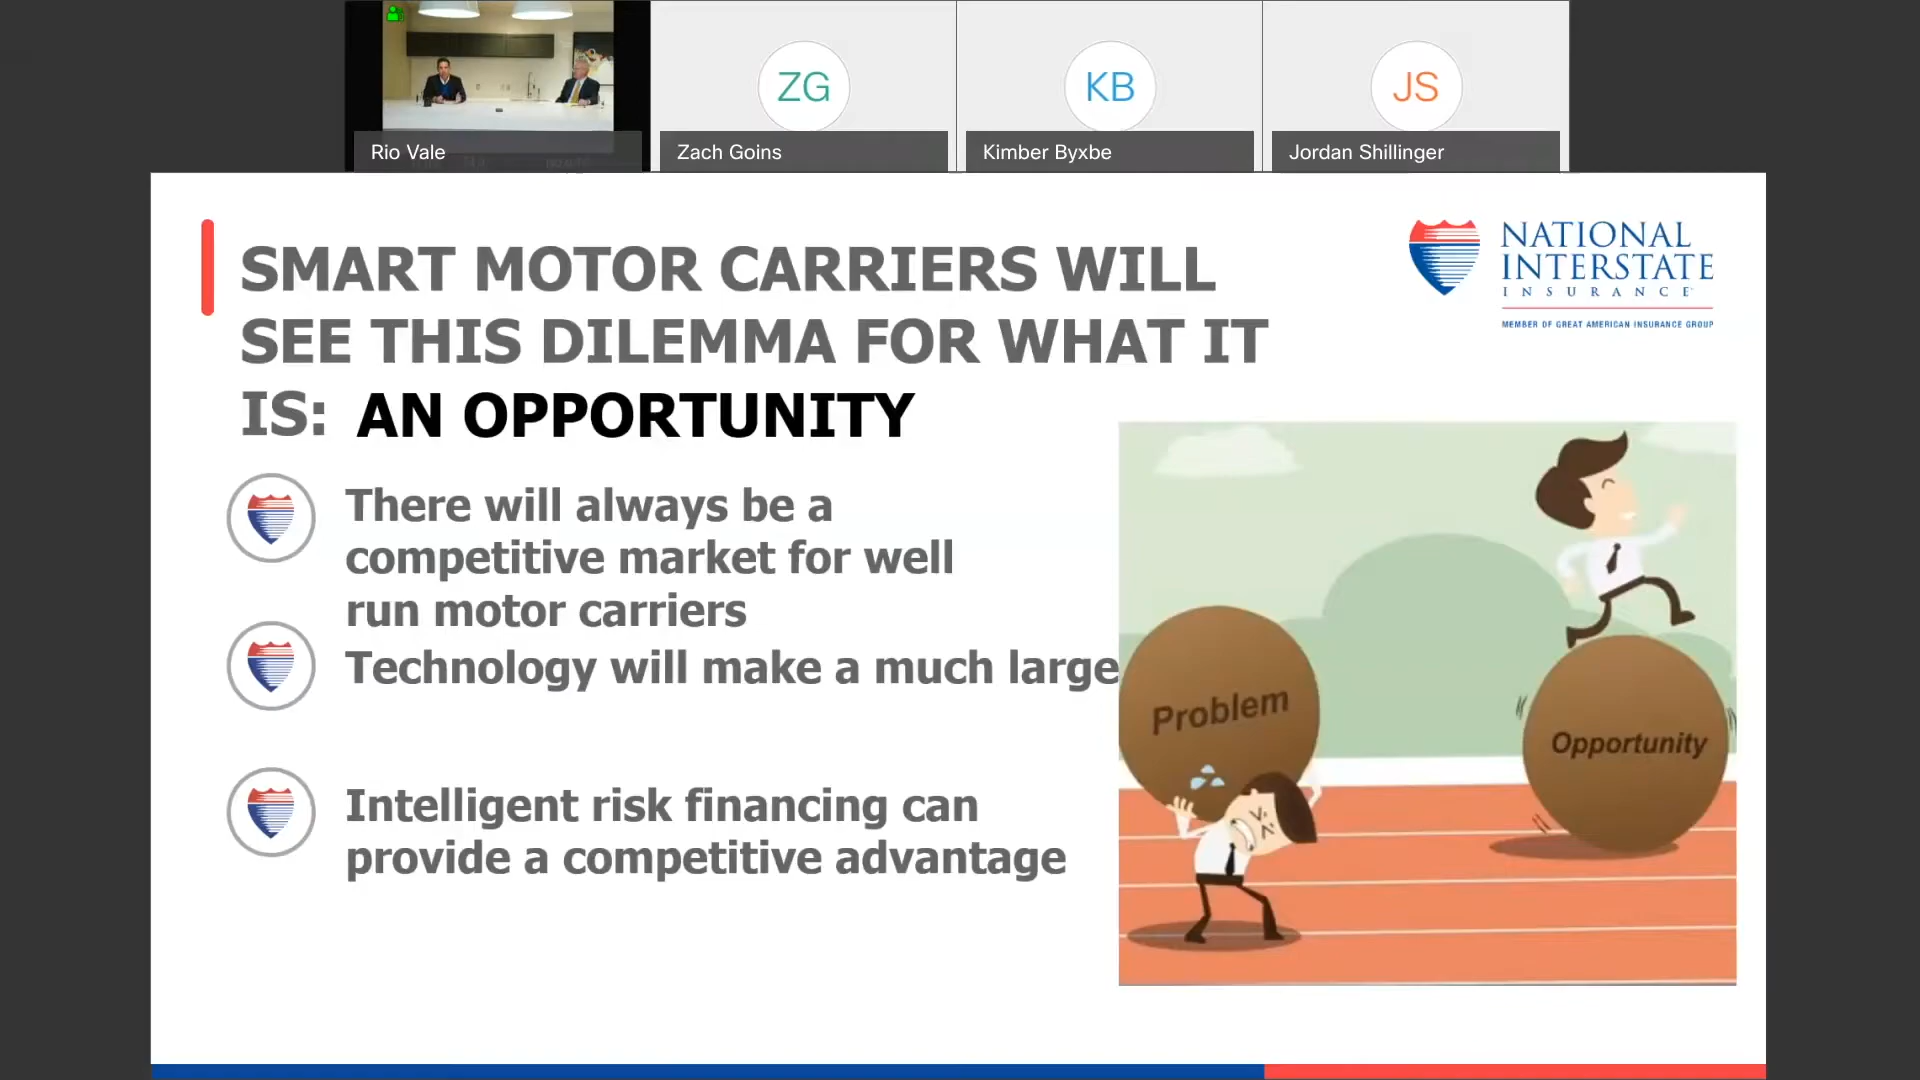 ZG
KB
JS
Rio Vale
Zach Goins
Kimber Byxbe
Jordan Shillinger
SMART MOTOR CARRIERS WILL
SEE THIS DILEMMA FOR WHAT IT
IS: AN OPPORTUNITY
NATIONAL
INTERSTATE
INSURANCE
MEMBER OF GREAT AMERICAN INSURANCE GROUP
There will always be a
competitive market for well
run motor carriers
Technology will make a much large
Intelligent risk financing can
provide a competitive advantage
Problem
Opportunity